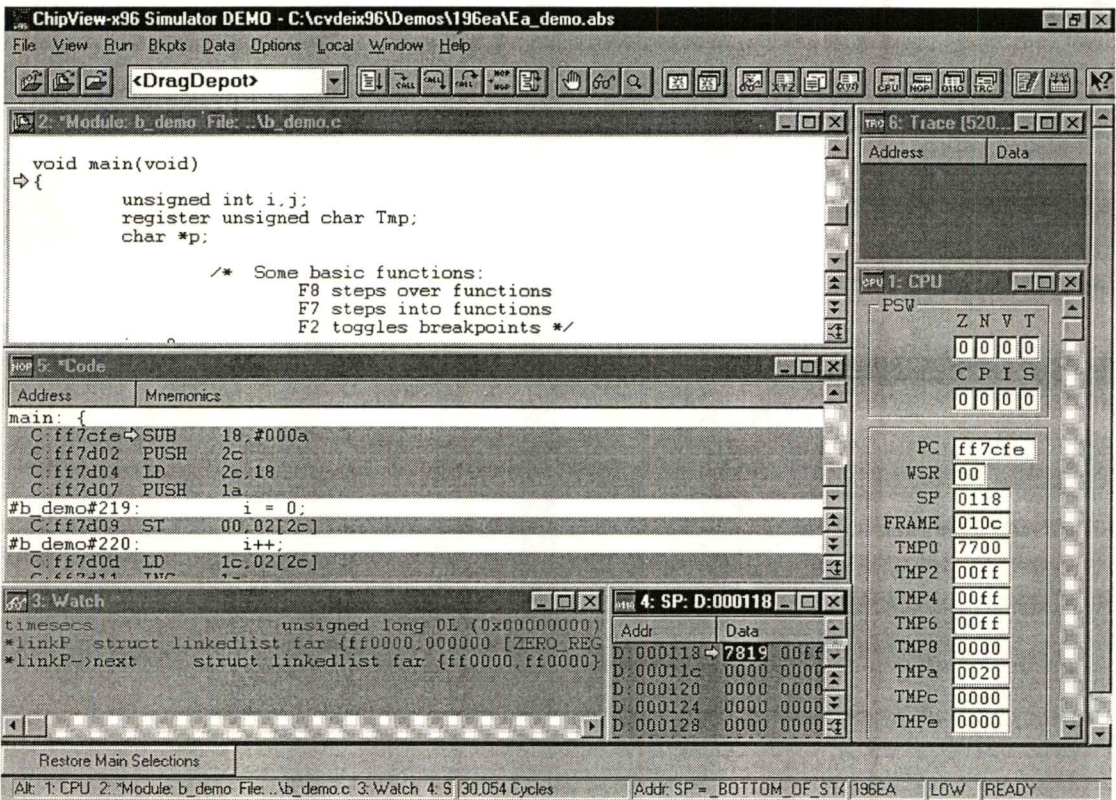 ChipView-x96 Simulator DEMO - C:\cvdeix96\Demos\196ea\Ea_demo.abs
File View Run Bkpts Data Options Local Window Help
<DragDepot>
2: *Module: b_demo File: ...\b_demo.c
void main(void)
{
unsigned int i,j;
register unsigned char Tmp;
char *p;
/* Some basic functions:
F8 steps over functions
F7 steps into functions
F2 toggles breakpoints */
6: Trace (520...
Address Data
1: CPU
PSW
Z N V T
0 0 0 0
C P I S
0 0 0 0
PC ff7cfe
WSR 00
SP 0118
FRAME 010c
TMP0 7700
TMP2 00ff
TMP4 00ff
TMP6 00ff
TMP8 0000
TMPa 0020
TMPc 0000
TMPe 0000
5: *Code
Address Mnemonics
main: {
C:ff7cfe SUB 18,#000a
C:ff7d02 PUSH 2c
C:ff7d04 LD 2c,18
C:ff7d07 PUSH 1a
#b_demo#219: i = 0;
C:ff7d09 ST 00,02[2c]
#b_demo#220: i++;
C:ff7d0d LD 1c,02[2c]
3: Watch
timesecs unsigned long 0L (0x00000000)
*linkP struct linkedlist far {ff0000,000000 [ZERO_REG
*linkP->next struct linkedlist far {ff0000,ff0000}
4: SP: D:000118
Addr Data
D:000118 7819 00ff
D:00011c 0000 0000
D:000120 0000 0000
D:000124 0000 0000
D:000128 0000 0000
Restore Main Selections
Alt: 1: CPU 2: *Module: b_demo File: ...\b_demo.c 3: Watch 4: S 30,054 Cycles Addr: SP = _BOTTOM_OF_STA 196EA LOW READY